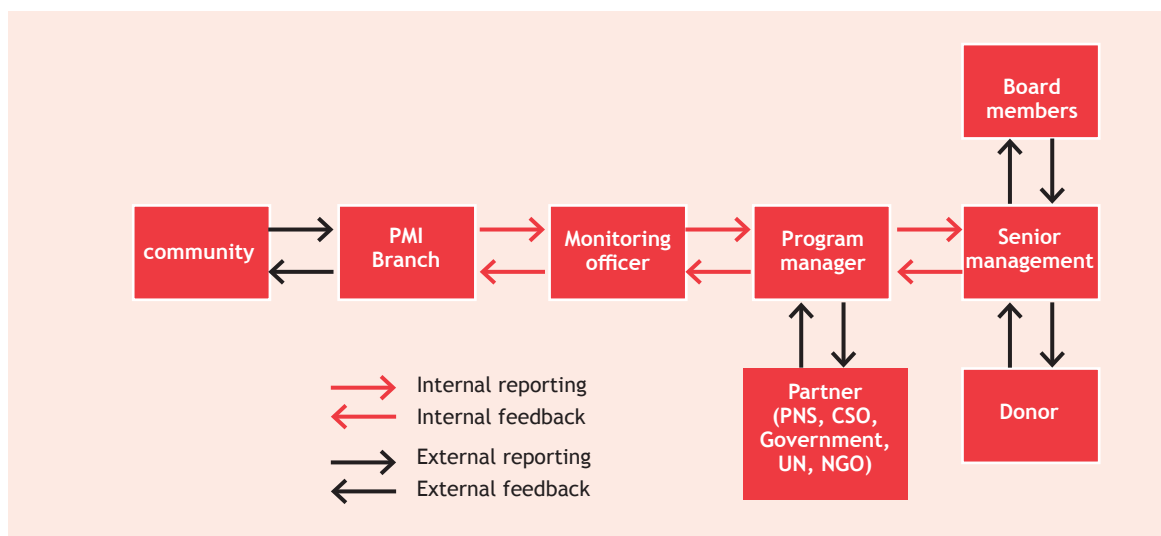 Board
members
community
PMI
Branch
Monitoring
officer
Program
manager
Senior
management
Partner
(PNS, CSO,
Government,
UN, NGO)
Donor
Internal reporting
Internal feedback
External reporting
External feedback